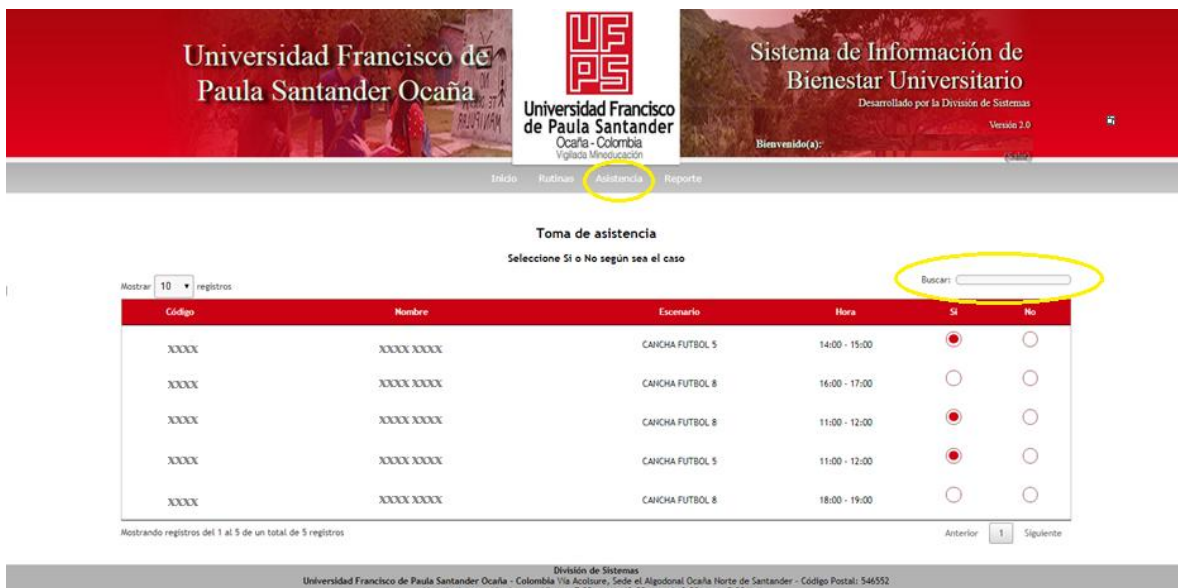 Universidad Francisco de
Paula Santander Ocaña
UFPS
Universidad Francisco
de Paula Santander
Ocaña - Colombia
Vigilada Mineducación
Sistema de Información de
Bienestar Universitario
Desarrollado por la División de Sistemas
Versión 2.0
Bienvenido(a):
(Salir)
Inicio Rutinas Asistencia Reporte
Toma de asistencia
Seleccione Si o No según sea el caso
Mostrar 10 registros
Buscar:
Código Nombre Escenario Hora Si No
XXXX XXXX XXXX CANCHA FUTBOL 5 14:00 - 15:00
XXXX XXXX XXXX CANCHA FUTBOL 8 16:00 - 17:00
XXXX XXXX XXXX CANCHA FUTBOL 8 11:00 - 12:00
XXXX XXXX XXXX CANCHA FUTBOL 5 11:00 - 12:00
XXXX XXXX XXXX CANCHA FUTBOL 8 18:00 - 19:00
Mostrando registros del 1 al 5 de un total de 5 registros
Anterior 1 Siguiente
División de Sistemas
Universidad Francisco de Paula Santander Ocaña - Colombia Vía Acolsure, Sede el Algodonal Ocaña Norte de Santander - Código Postal: 546552